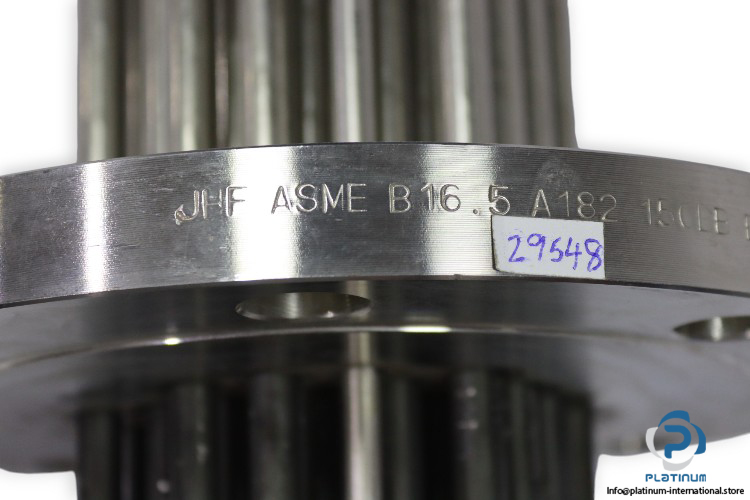 JHF ASME B16.5 A182 150LB
29548
PLATINUM
Info@platinum-international.store